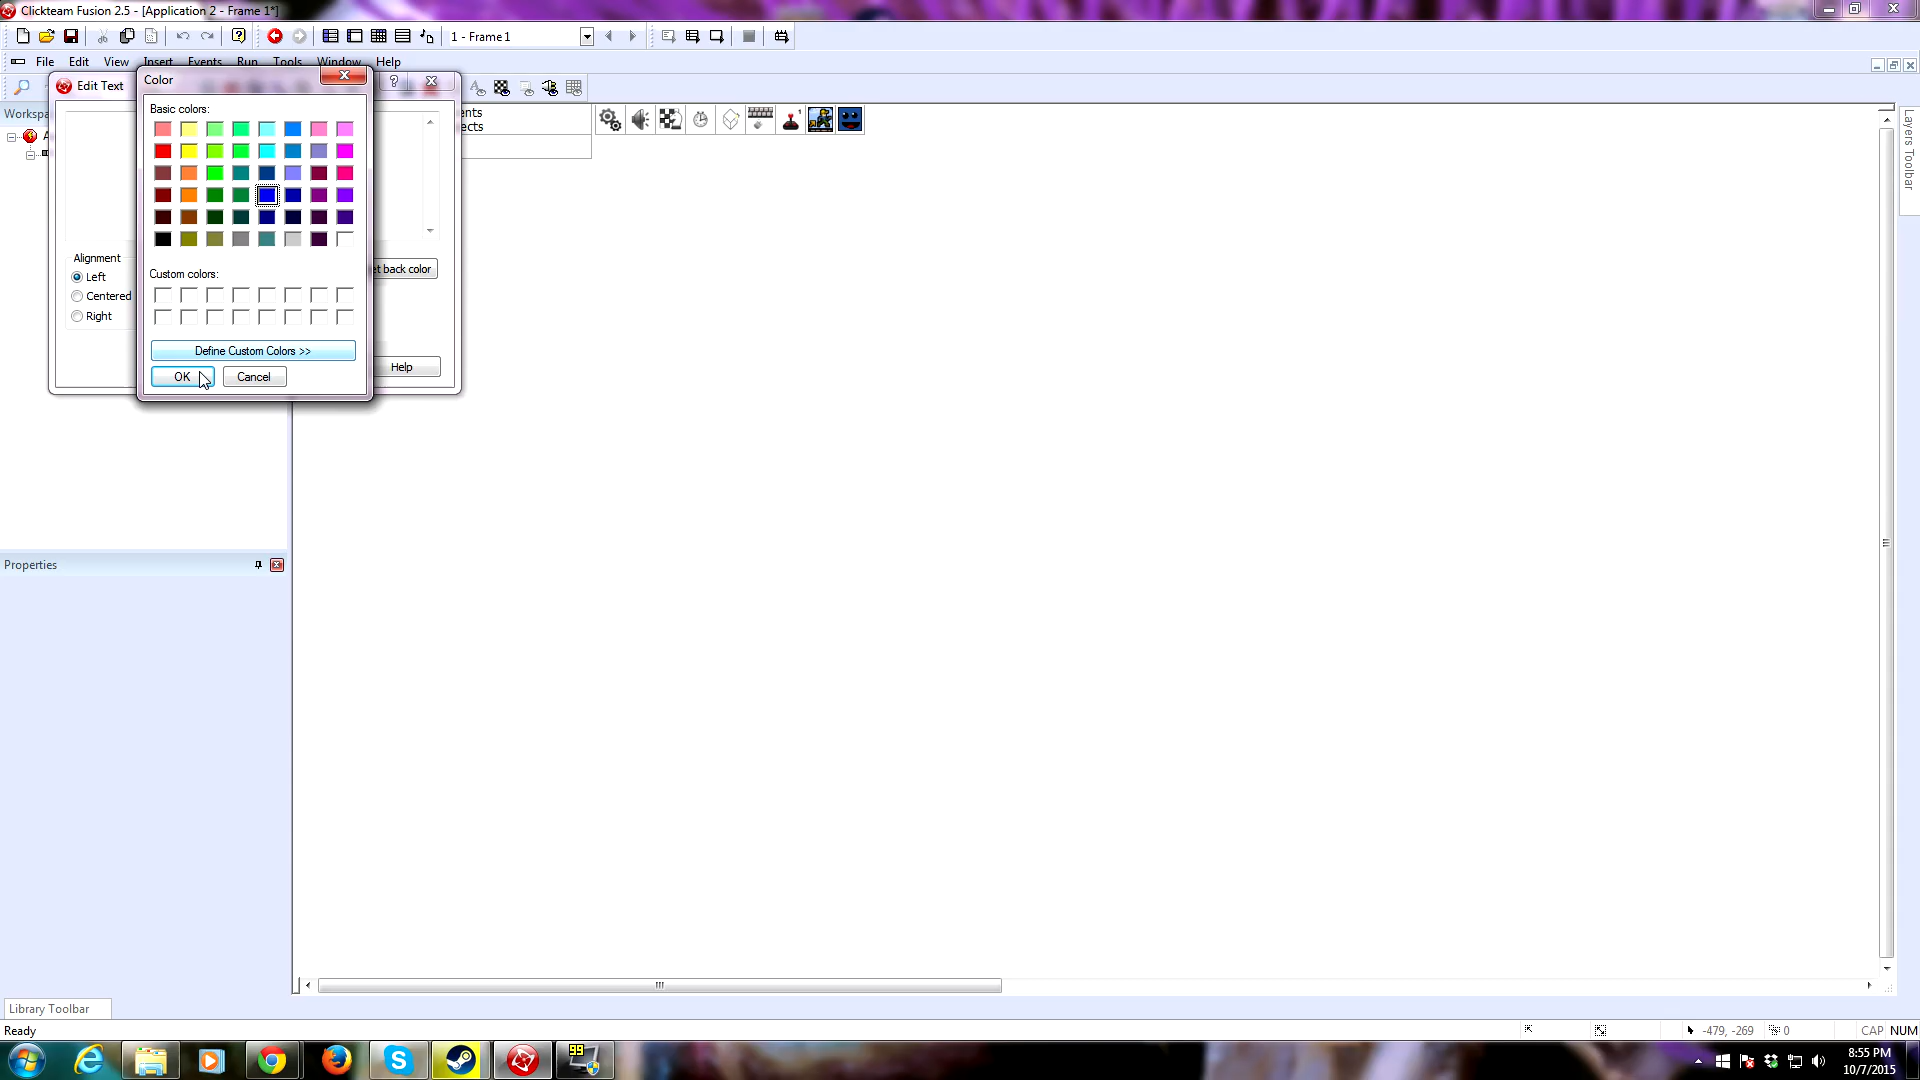 Clickteam Fusion 2.5 - [Application 2 - Frame 1*]
1 - Frame 1
File Edit View Insert Events Run Tools Window Help
Edit Text
Color
Basic colors:
Custom colors:
Define Custom Colors >>
OK Cancel
Alignment
Left
Centered
Right
et back color
Help
ents
ects
Workspa
Layers Toolbar
Properties
Library Toolbar
Ready
-479, -269
0
CAP NUM
99
8:55 PM
10/7/2015